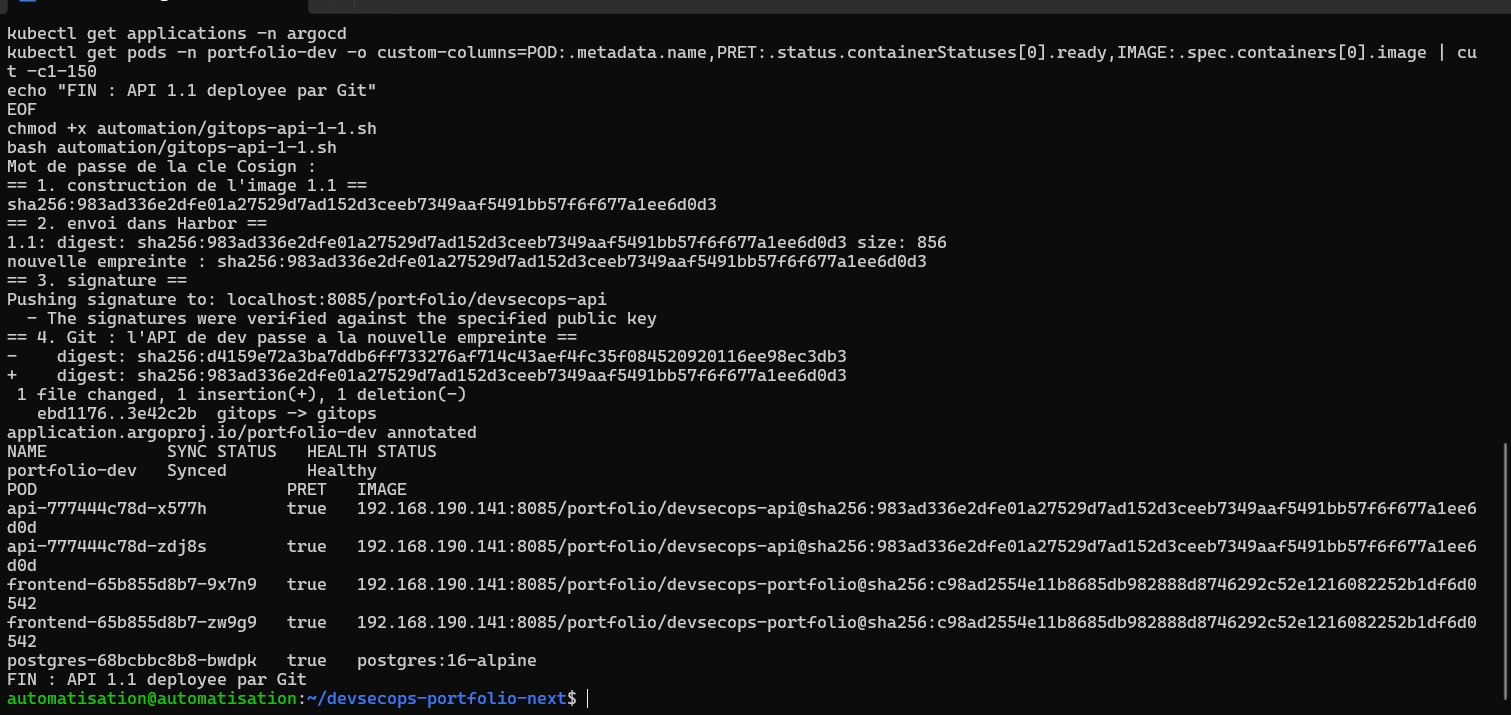 kubectl get applications -n argocd
kubectl get pods -n portfolio-dev -o custom-columns=POD:.metadata.name,PRET:.status.containerStatuses[0].ready,IMAGE:.spec.containers[0].image | cu
t -c1-150
echo "FIN : API 1.1 deployee par Git"
EOF
chmod +x automation/gitops-api-1-1.sh
bash automation/gitops-api-1-1.sh
Mot de passe de la cle Cosign :
== 1. construction de l'image 1.1 ==
sha256:983ad336e2dfe01a27529d7ad152d3ceeb7349aaf5491bb57f6f677a1ee6d0d3
== 2. envoi dans Harbor ==
1.1: digest: sha256:983ad336e2dfe01a27529d7ad152d3ceeb7349aaf5491bb57f6f677a1ee6d0d3 size: 856
nouvelle empreinte : sha256:983ad336e2dfe01a27529d7ad152d3ceeb7349aaf5491bb57f6f677a1ee6d0d3
== 3. signature ==
Pushing signature to: localhost:8085/portfolio/devsecops-api
  - The signatures were verified against the specified public key
== 4. Git : l'API de dev passe a la nouvelle empreinte ==
-    digest: sha256:d4159e72a3ba7ddb6ff733276af714c43aef4fc35f084520920116ee98ec3db3
+    digest: sha256:983ad336e2dfe01a27529d7ad152d3ceeb7349aaf5491bb57f6f677a1ee6d0d3
 1 file changed, 1 insertion(+), 1 deletion(-)
   ebd1176..3e42c2b  gitops -> gitops
application.argoproj.io/portfolio-dev annotated
NAME            SYNC STATUS   HEALTH STATUS
portfolio-dev   Synced        Healthy
POD                         PRET   IMAGE
api-777444c78d-x577h        true   192.168.190.141:8085/portfolio/devsecops-api@sha256:983ad336e2dfe01a27529d7ad152d3ceeb7349aaf5491bb57f6f677a1ee6
d0d
api-777444c78d-zdj8s        true   192.168.190.141:8085/portfolio/devsecops-api@sha256:983ad336e2dfe01a27529d7ad152d3ceeb7349aaf5491bb57f6f677a1ee6
d0d
frontend-65b855d8b7-9x7n9   true   192.168.190.141:8085/portfolio/devsecops-portfolio@sha256:c98ad2554e11b8685db982888d8746292c52e1216082252b1df6d0
542
frontend-65b855d8b7-zw9g9   true   192.168.190.141:8085/portfolio/devsecops-portfolio@sha256:c98ad2554e11b8685db982888d8746292c52e1216082252b1df6d0
542
postgres-68bcbbc8b8-bwdpk   true   postgres:16-alpine
FIN : API 1.1 deployee par Git
automatisation@automatisation:~/devsecops-portfolio-next$